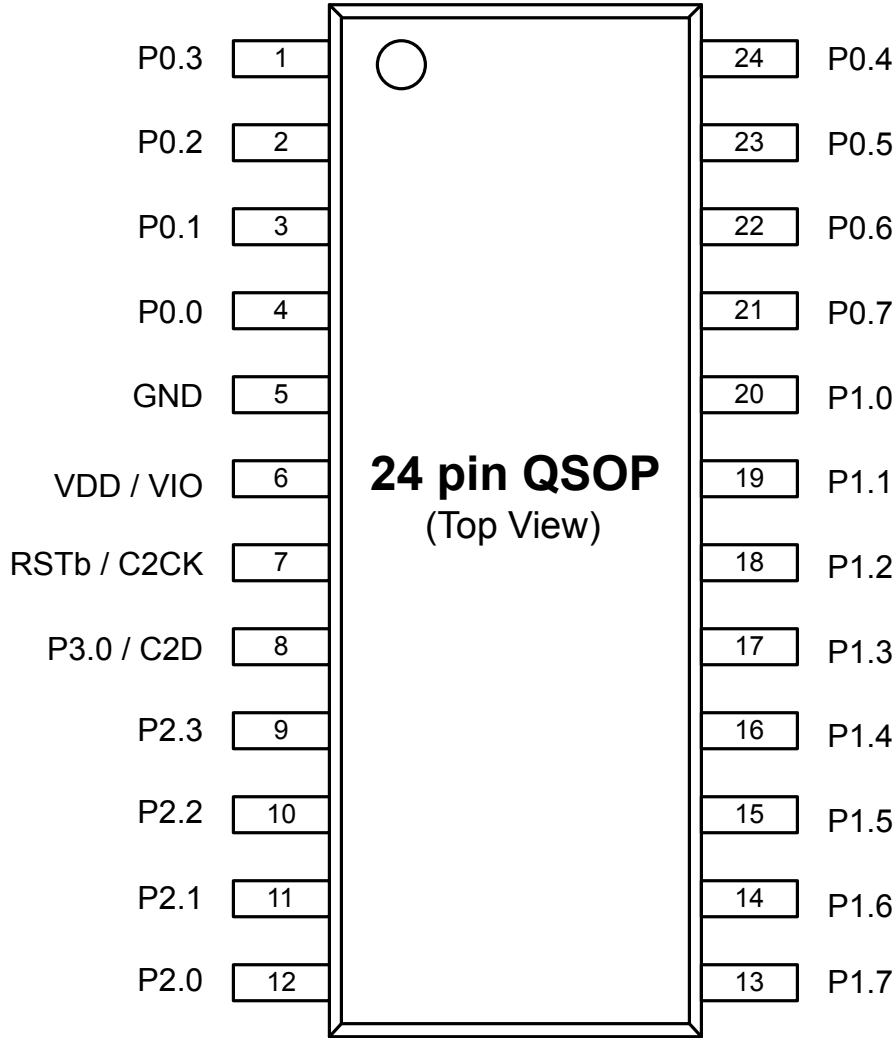 P0.3 1 24 P0.4
P0.2 2 23 P0.5
P0.1 3 22 P0.6
P0.0 4 21 P0.7
GND 5 20 P1.0
VDD / VIO 6 19 P1.1
24 pin QSOP
(Top View)
RSTb / C2CK 7 18 P1.2
P3.0 / C2D 8 17 P1.3
P2.3 9 16 P1.4
P2.2 10 15 P1.5
P2.1 11 14 P1.6
P2.0 12 13 P1.7